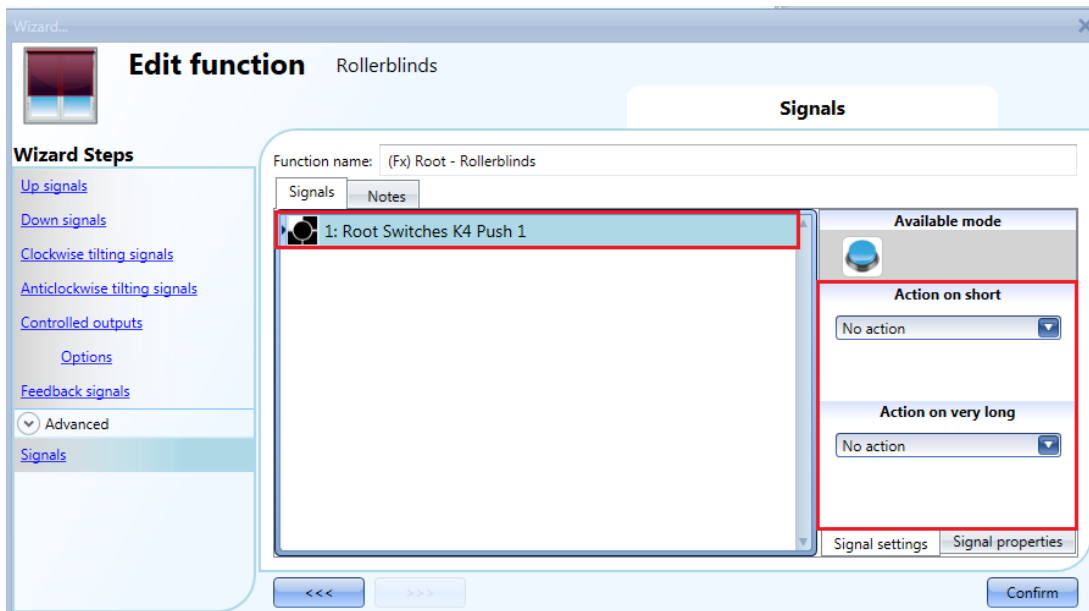 Wizard...
Edit function Rollerblinds
Signals
Wizard Steps
Up signals
Down signals
Clockwise tilting signals
Anticlockwise tilting signals
Controlled outputs
Options
Feedback signals
Advanced
Signals
Function name: (Fx) Root - Rollerblinds
Signals Notes
1: Root Switches K4 Push 1
Available mode
Action on short
No action
Action on very long
No action
Signal settings Signal properties
<<< >>> Confirm